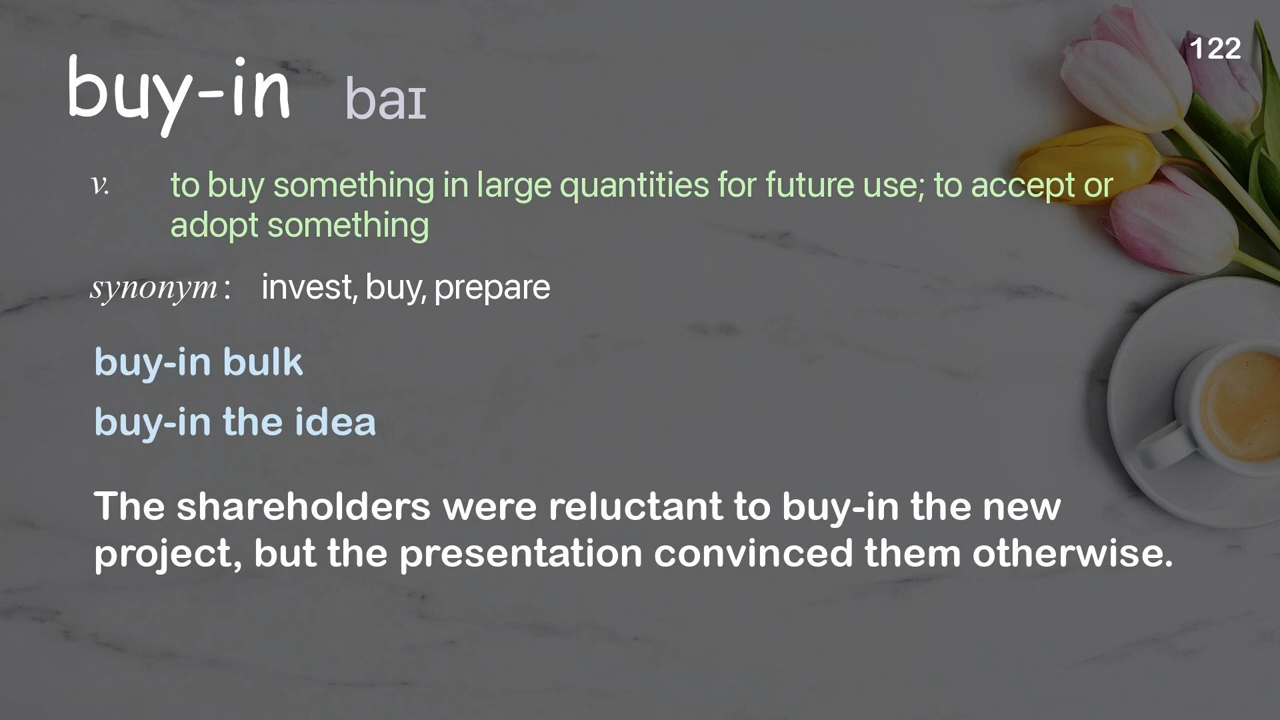 122
buy-in baɪ
v. to buy something in large quantities for future use; to accept or
adopt something
synonym: invest, buy, prepare
buy-in bulk
buy-in the idea
The shareholders were reluctant to buy-in the new
project, but the presentation convinced them otherwise.